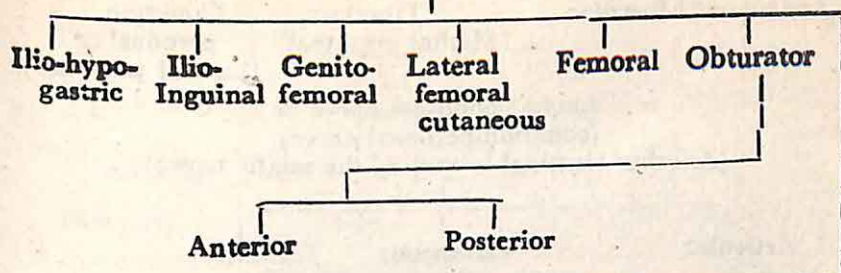 Ilio-hypo-
gastric
Ilio-
Inguinal
Genito-
femoral
Lateral
femoral
cutaneous
Femoral
Obturator
Anterior
Posterior